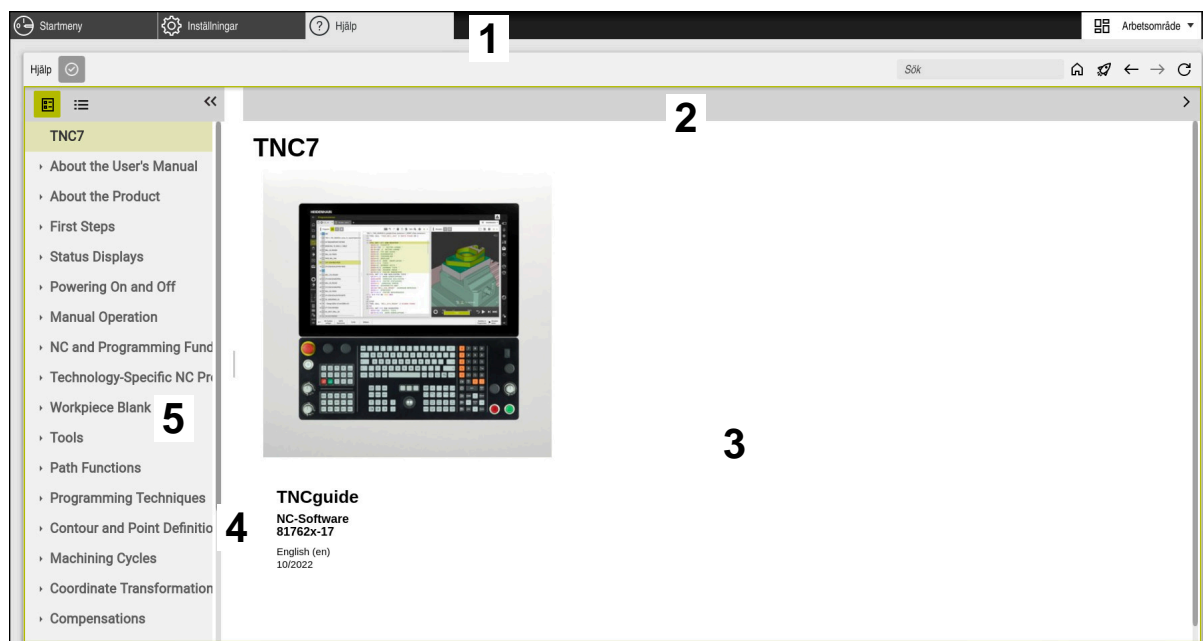 Startmeny
Inställningar
Hjälp
1
Arbetsområde
Hjälp
Sök
2
TNC7
About the User's Manual
About the Product
First Steps
Status Displays
Powering On and Off
Manual Operation
NC and Programming Fund
Technology-Specific NC Pr
Workpiece Blank
Tools
Path Functions
Programming Techniques
Contour and Point Definitio
Machining Cycles
Coordinate Transformation
Compensations
5
4
TNC7
HEIDENHAIN
3
TNCguide
NC-Software
81762x-17
English (en)
10/2022